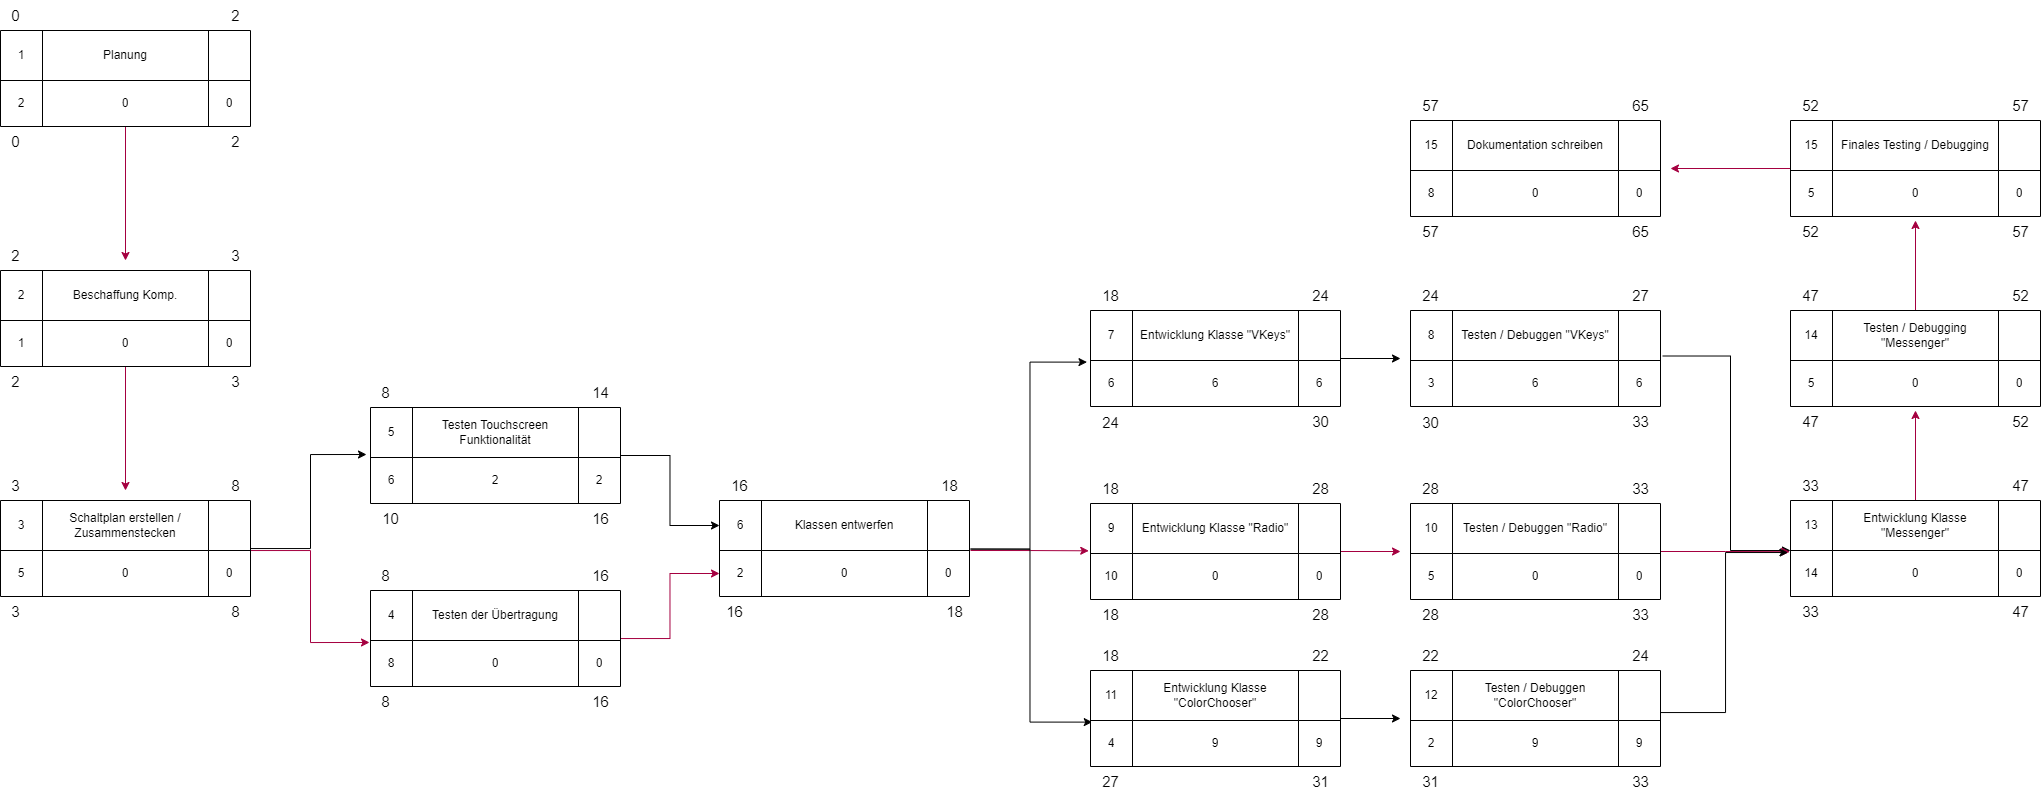 0 2
1 Planung
2 0 0
0 2
2 3
2 Beschaffung Komp.
1 0 0
2 3
3 8
3 Schaltplan erstellen /
Zusammenstecken
5 0 0
3 8
8 14
5 Testen Touchscreen
Funktionalität
6 2 2
10 16
8 16
4 Testen der Übertragung
8 0 0
8 16
16 18
6 Klassen entwerfen
2 0 0
16 18
18 24
7 Entwicklung Klasse "VKeys"
6 6 6
24 30
24 27
8 Testen / Debuggen "VKeys"
3 6 6
30 33
18 28
9 Entwicklung Klasse "Radio"
10 0 0
18 28
28 33
10 Testen / Debuggen "Radio"
5 0 0
28 33
18 22
11 Entwicklung Klasse
"ColorChooser"
4 9 9
27 31
22 24
12 Testen / Debuggen
"ColorChooser"
2 9 9
31 33
33 47
13 Entwicklung Klasse
"Messenger"
14 0 0
33 47
47 52
14 Testen / Debugging
"Messenger"
5 0 0
47 52
52 57
15 Finales Testing / Debugging
5 0 0
52 57
57 65
15 Dokumentation schreiben
8 0 0
57 65